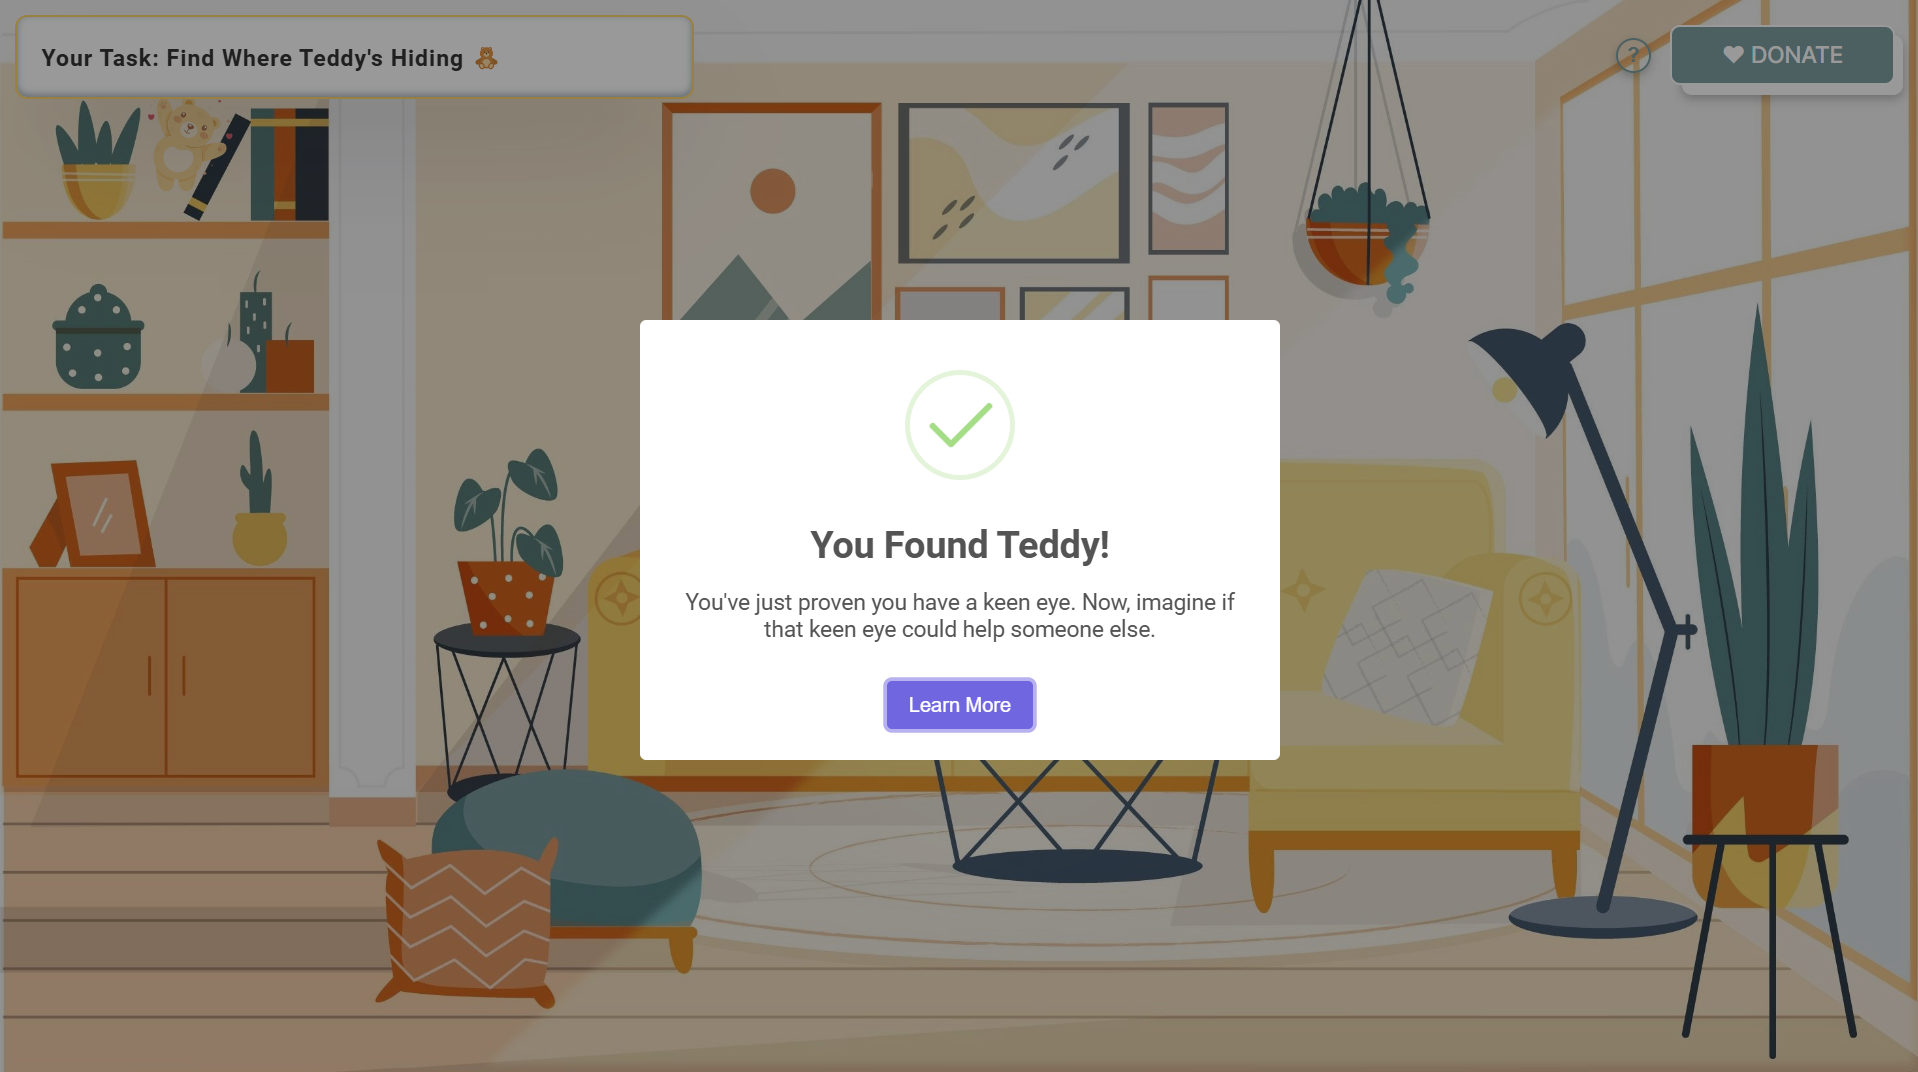 Your Task: Find Where Teddy's Hiding 🧸
?
DONATE
You Found Teddy!
You've just proven you have a keen eye. Now, imagine if
that keen eye could help someone else.
Learn More